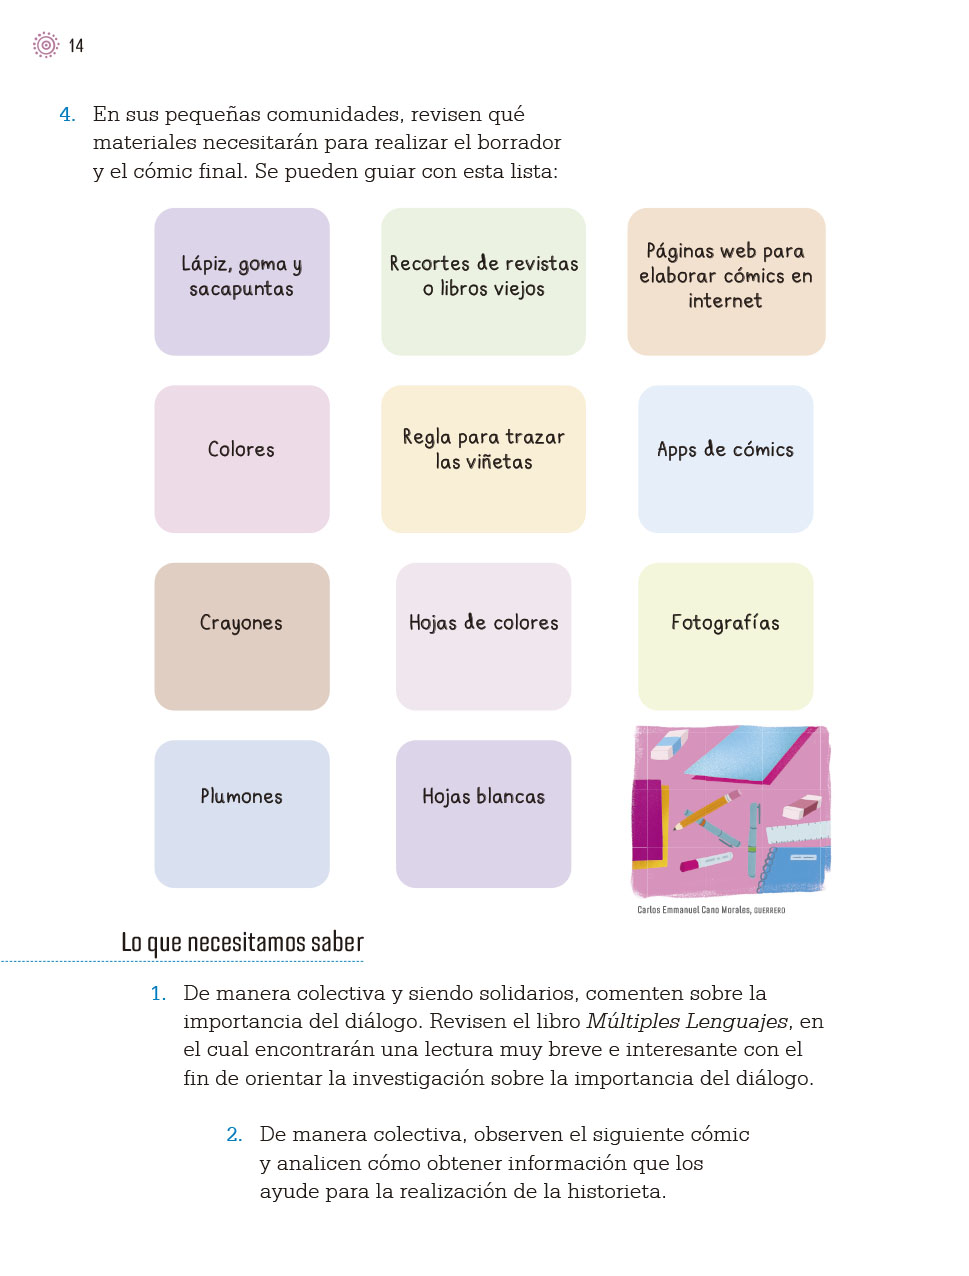 14
4. En sus pequeñas comunidades, revisen qué
materiales necesitarán para realizar el borrador
y el cómic final. Se pueden guiar con esta lista:
Lápiz, goma y
sacapuntas
Recortes de revistas
o libros viejos
Páginas web para
elaborar cómics en
internet
Colores
Regla para trazar
las viñetas
Apps de cómics
Crayones
Hojas de colores
Fotografías
Plumones
Hojas blancas
Carlos Emmanuel Cano Morales, GUERRERO
Lo que necesitamos saber
1. De manera colectiva y siendo solidarios, comenten sobre la
importancia del diálogo. Revisen el libro Múltiples Lenguajes, en
el cual encontrarán una lectura muy breve e interesante con el
fin de orientar la investigación sobre la importancia del diálogo.
2. De manera colectiva, observen el siguiente cómic
y analicen cómo obtener información que los
ayude para la realización de la historieta.